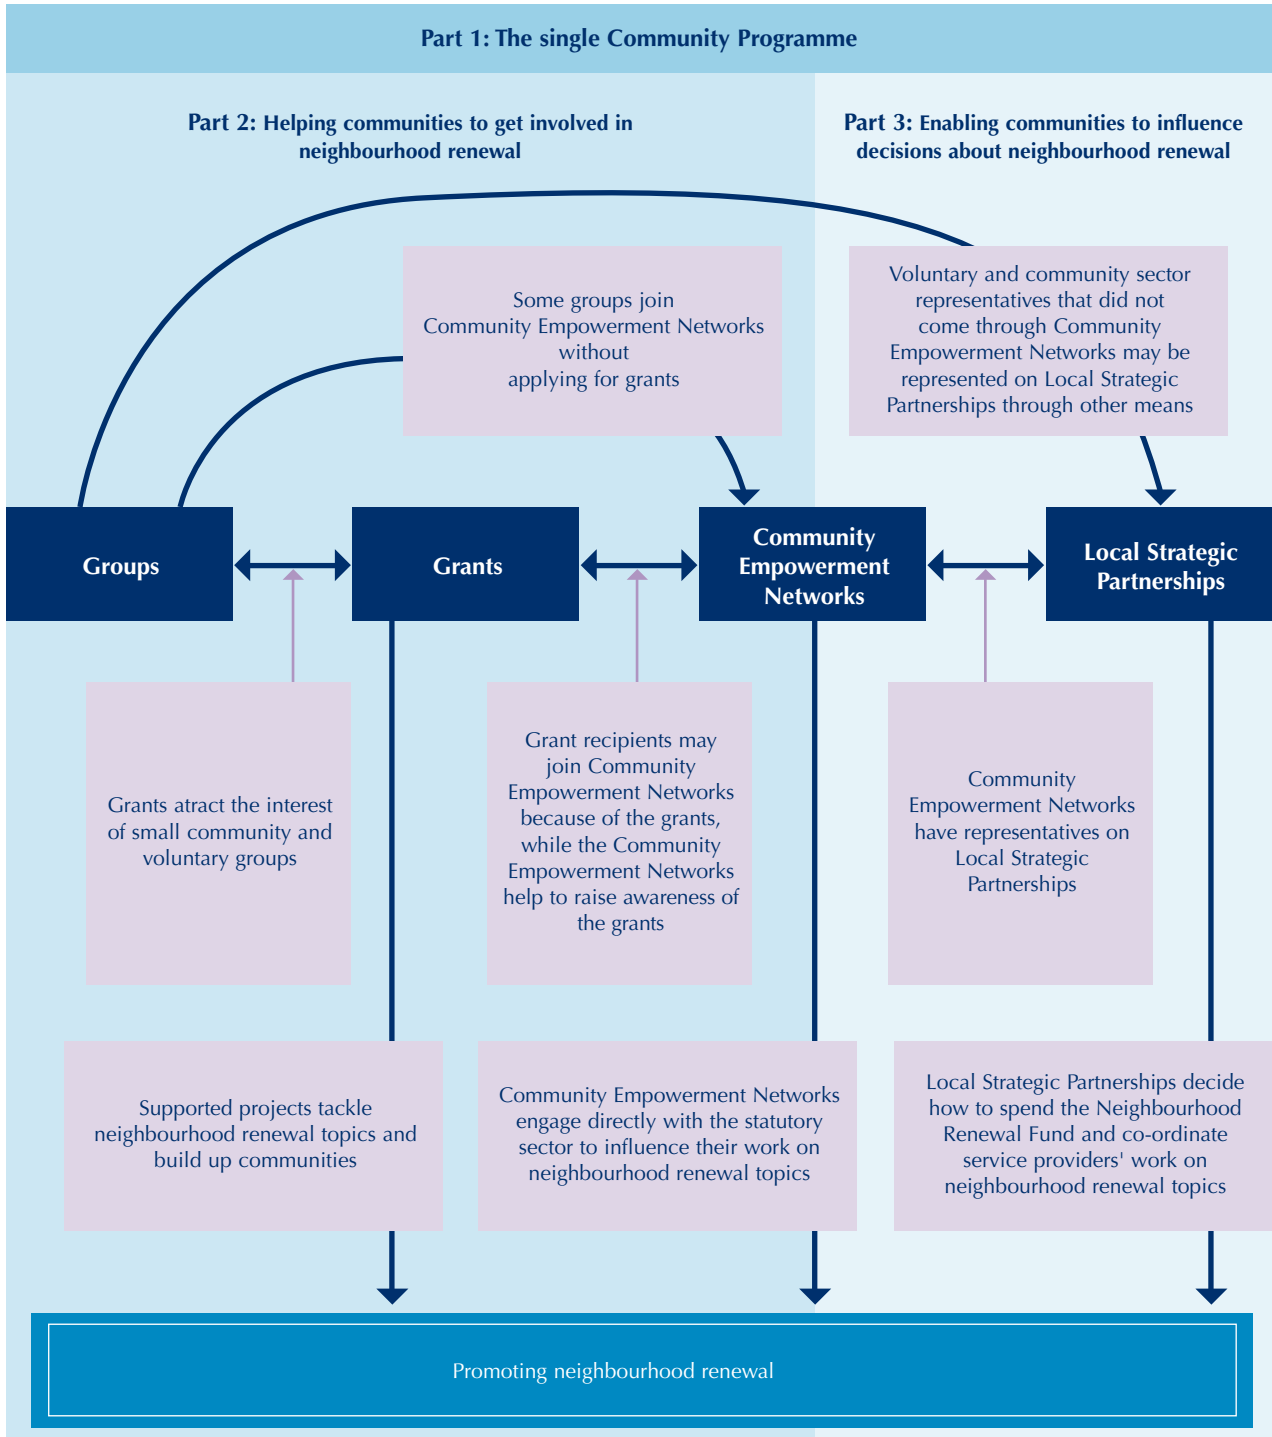 Part 1: The single Community Programme
Part 2: Helping communities to get involved in
neighbourhood renewal
Part 3: Enabling communities to influence
decisions about neighbourhood renewal
Some groups join
Community Empowerment Networks
without
applying for grants
Voluntary and community sector
representatives that did not
come through Community
Empowerment Networks may be
represented on Local Strategic
Partnerships through other means
Groups
Grants
Community
Empowerment
Networks
Local Strategic
Partnerships
Grants atract the interest
of small community and
voluntary groups
Grant recipients may
join Community
Empowerment Networks
because of the grants,
while the Community
Empowerment Networks
help to raise awareness of
the grants
Community
Empowerment Networks
have representatives on
Local Strategic
Partnerships
Supported projects tackle
neighbourhood renewal topics and
build up communities
Community Empowerment Networks
engage directly with the statutory
sector to influence their work on
neighbourhood renewal topics
Local Strategic Partnerships decide
how to spend the Neighbourhood
Renewal Fund and co-ordinate
service providers' work on
neighbourhood renewal topics
Promoting neighbourhood renewal